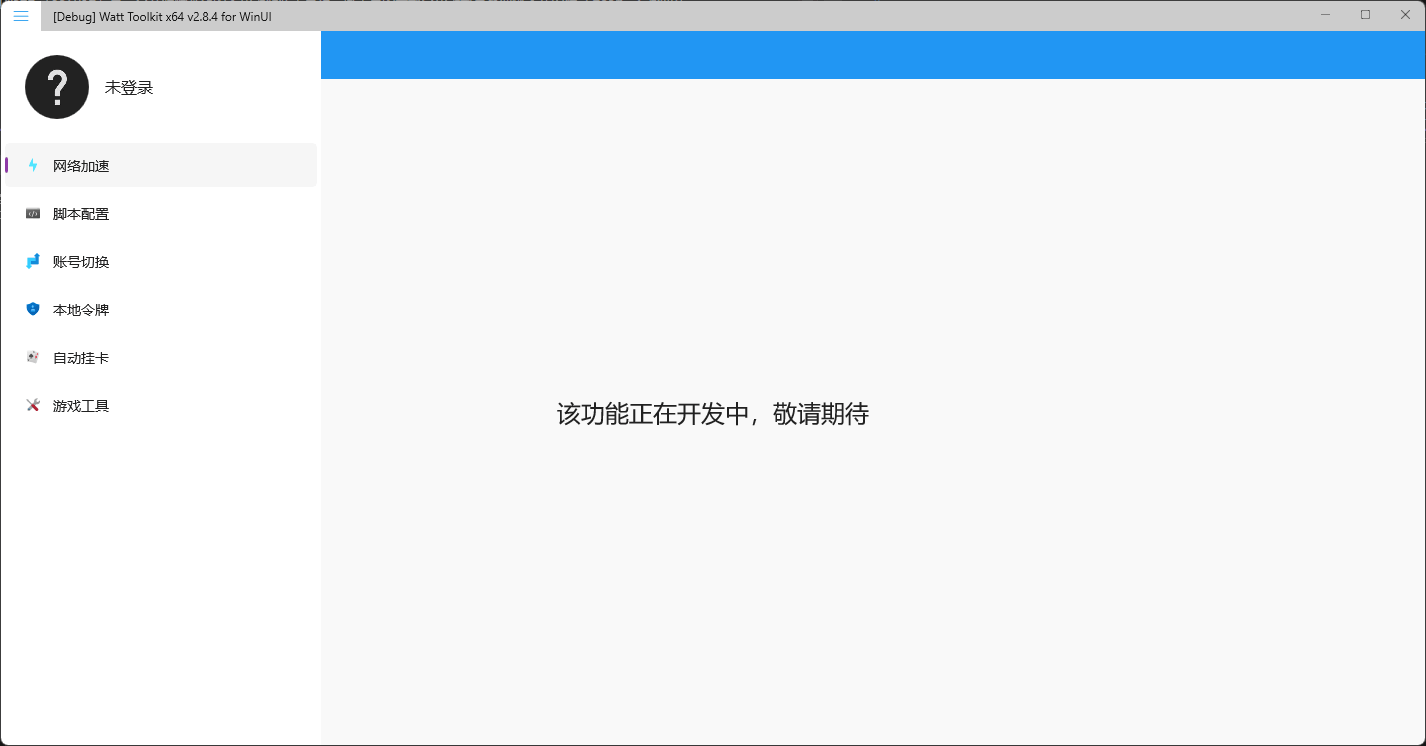 [Debug] Watt Toolkit x64 v2.8.4 for WinUI
未登录
网络加速
脚本配置
账号切换
本地令牌
自动挂卡
游戏工具
该功能正在开发中，敬请期待